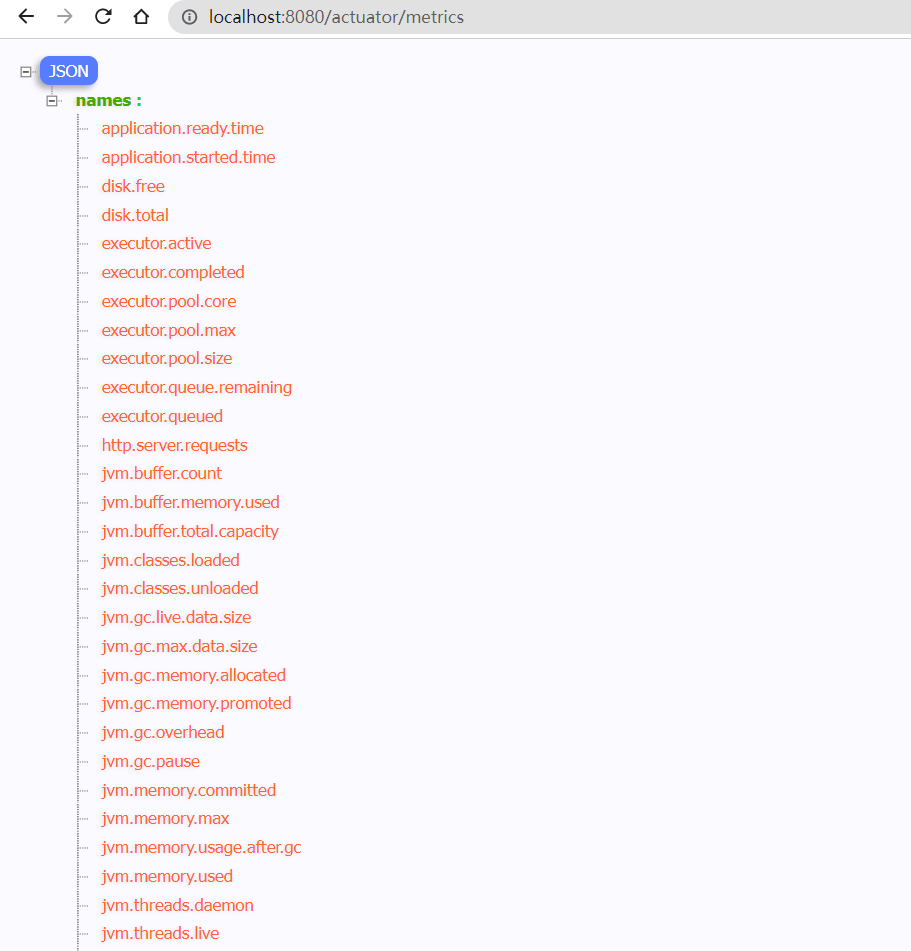 localhost:8080/actuator/metrics
JSON
names :
application.ready.time
application.started.time
disk.free
disk.total
executor.active
executor.completed
executor.pool.core
executor.pool.max
executor.pool.size
executor.queue.remaining
executor.queued
http.server.requests
jvm.buffer.count
jvm.buffer.memory.used
jvm.buffer.total.capacity
jvm.classes.loaded
jvm.classes.unloaded
jvm.gc.live.data.size
jvm.gc.max.data.size
jvm.gc.memory.allocated
jvm.gc.memory.promoted
jvm.gc.overhead
jvm.gc.pause
jvm.memory.committed
jvm.memory.max
jvm.memory.usage.after.gc
jvm.memory.used
jvm.threads.daemon
jvm.threads.live